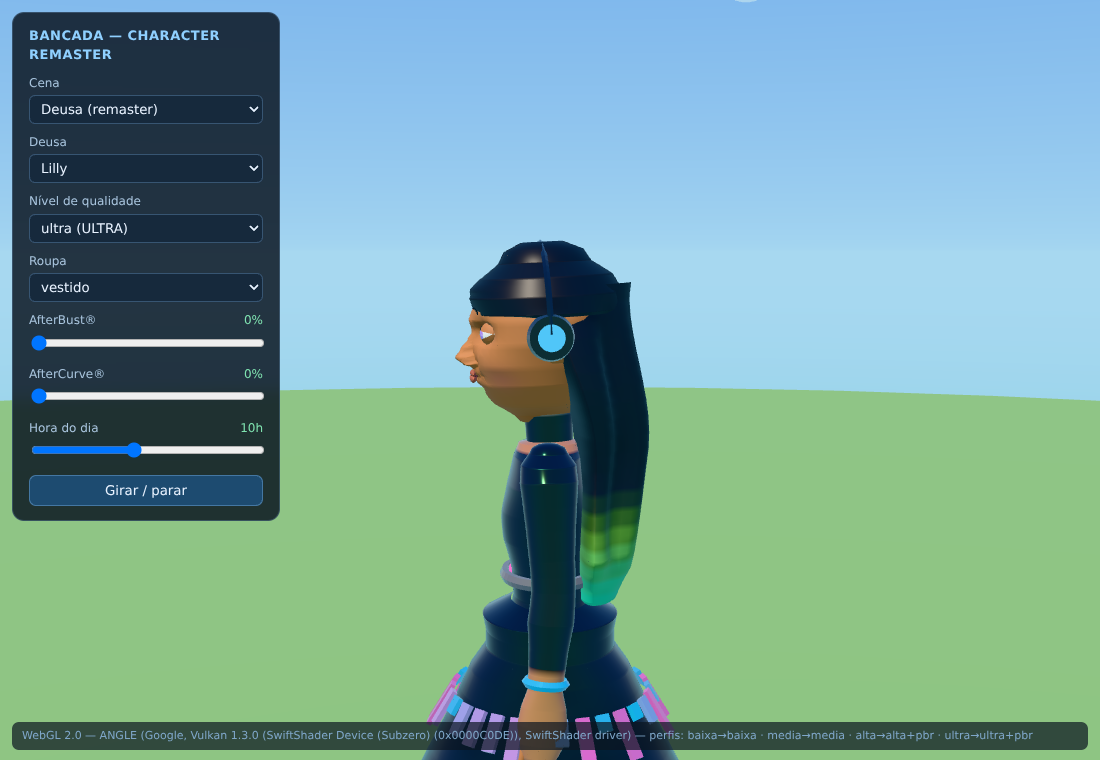 BANCADA — CHARACTER
REMASTER
Cena
Deusa (remaster)
Deusa
Lilly
Nível de qualidade
ultra (ULTRA)
Roupa
vestido
AfterBust® 0%
AfterCurve® 0%
Hora do dia 10h
Girar / parar
WebGL 2.0 — ANGLE (Google, Vulkan 1.3.0 (SwiftShader Device (Subzero) (0x0000C0DE)), SwiftShader driver) — perfis: baixa→baixa · media→media · alta→alta+pbr · ultra→ultra+pbr